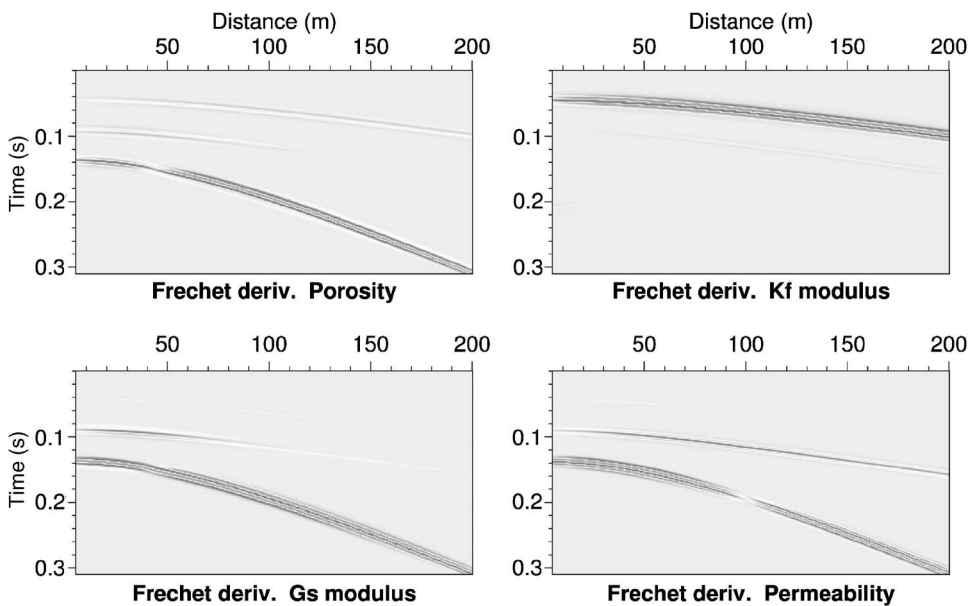 Distance (m) Distance (m)
50 100 150 200 50 100 150 200
Time (s)
0.1 0.1
0.2 0.2
0.3 0.3
Frechet deriv. Porosity Frechet deriv. Kf modulus
50 100 150 200 50 100 150 200
Time (s)
0.1 0.1
0.2 0.2
0.3 0.3
Frechet deriv. Gs modulus Frechet deriv. Permeability